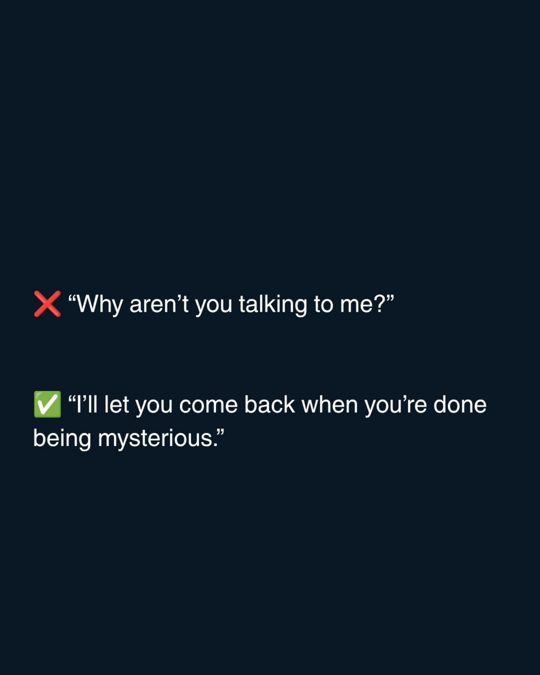 ❌ “Why aren’t you talking to me?”
✅ “I’ll let you come back when you’re done
being mysterious.”